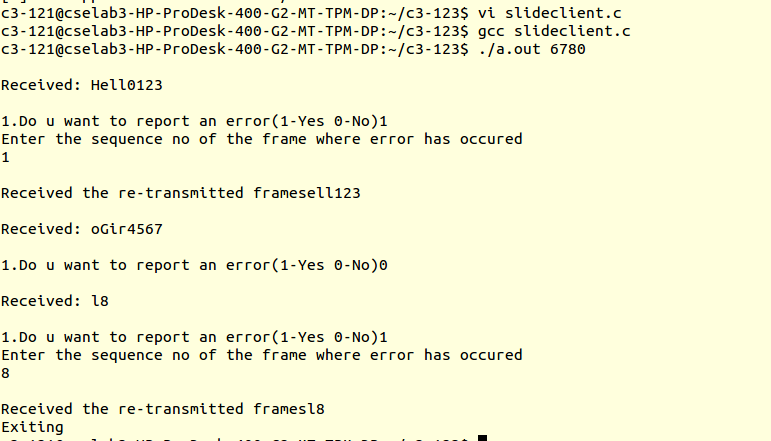 c3-121@cselab3-HP-ProDesk-400-G2-MT-TPM-DP:~/c3-123$ vi slideclient.c
c3-121@cselab3-HP-ProDesk-400-G2-MT-TPM-DP:~/c3-123$ gcc slideclient.c
c3-121@cselab3-HP-ProDesk-400-G2-MT-TPM-DP:~/c3-123$ ./a.out 6780
Received: Hell0123
1.Do u want to report an error(1-Yes 0-No)1
Enter the sequence no of the frame where error has occured
1
Received the re-transmitted framesell123
Received: oGir4567
1.Do u want to report an error(1-Yes 0-No)0
Received: l8
1.Do u want to report an error(1-Yes 0-No)1
Enter the sequence no of the frame where error has occured
8
Received the re-transmitted framesl8
Exiting